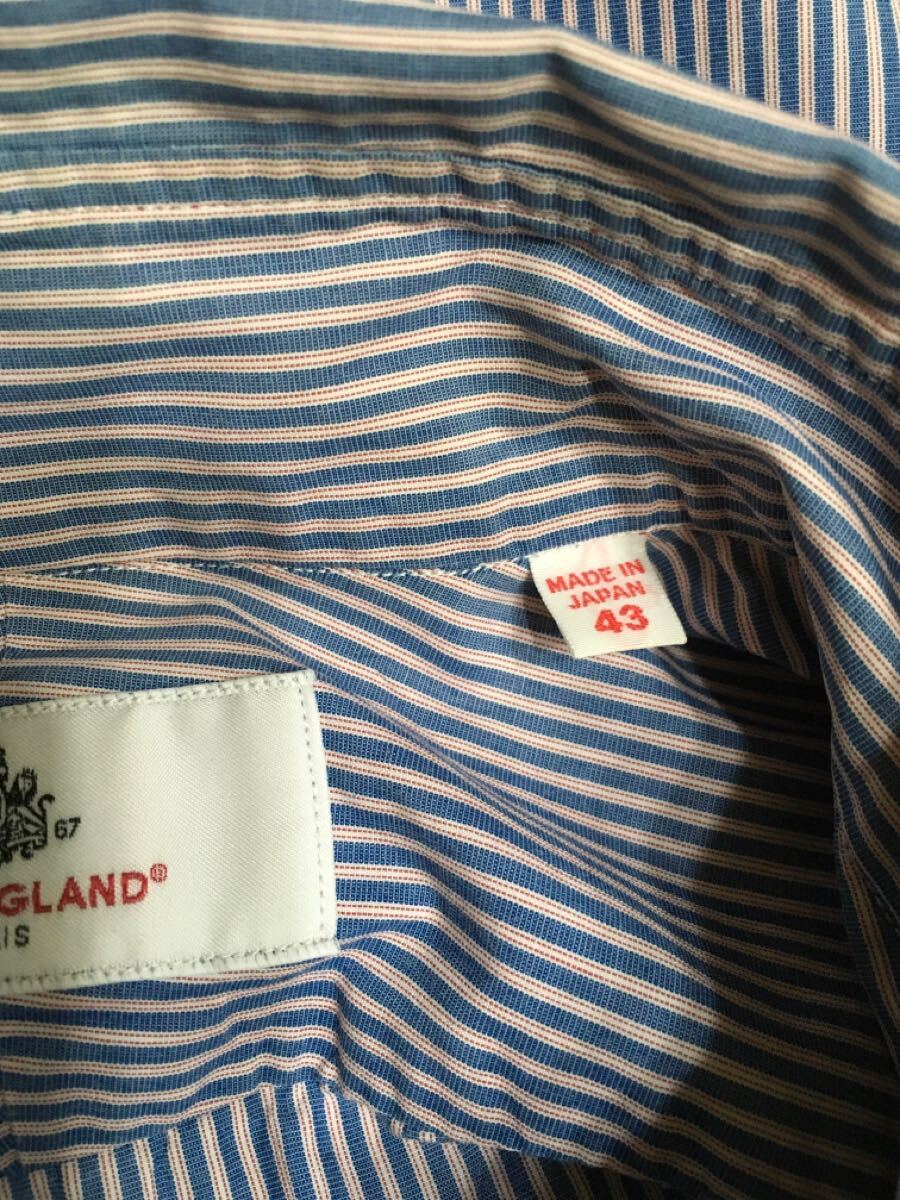 MADE IN
JAPAN
43
67
GLAND®
IS